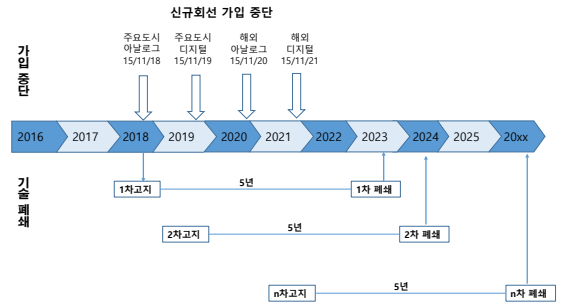 신규회선 가입 중단
가입 중단
주요도시
아날로그
15/11/18
주요도시
디지털
15/11/19
해외
아날로그
15/11/20
해외
디지털
15/11/21
2016
2017
2018
2019
2020
2021
2022
2023
2024
2025
20xx
기술 폐쇄
1차고지
5년
1차 폐쇄
2차고지
5년
2차 폐쇄
n차고지
5년
n차 폐쇄